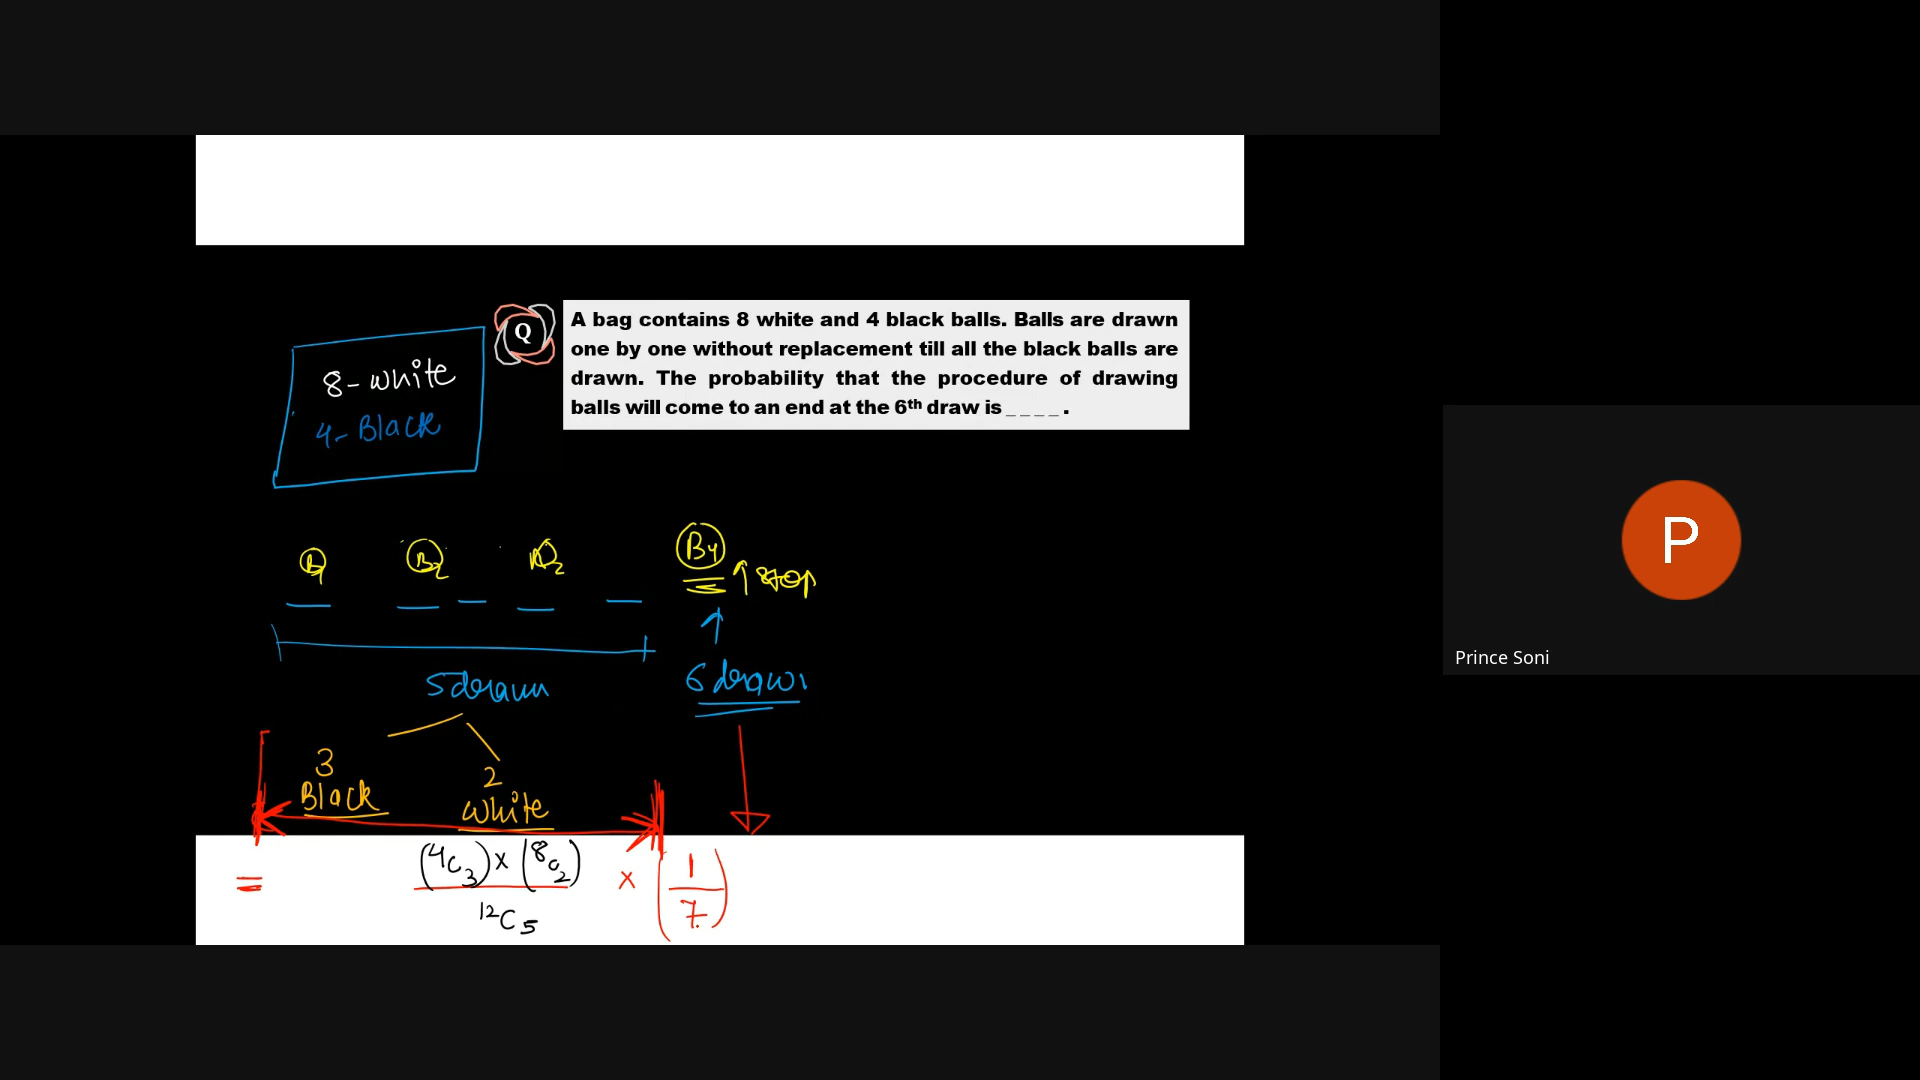 Q
A bag contains 8 white and 4 black balls. Balls are drawn
one by one without replacement till all the black balls are
drawn. The probability that the procedure of drawing
balls will come to an end at the 6th draw is _ _ _ _ .
8-white
4-Black
B1 B2 B4 ↑stop
5 drawn
6 drawn
3 2
Black white
= (4C3) x (8C2) / 12C5 x (1/7)
P
Prince Soni